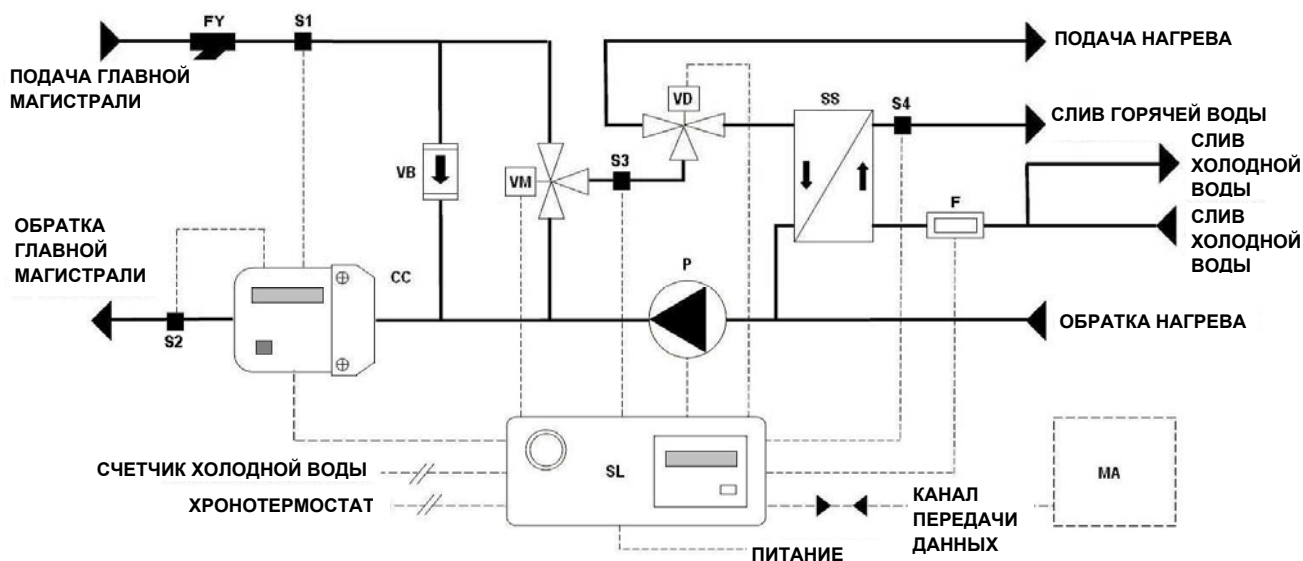 FY
S1
ПОДАЧА ГЛАВНОЙ
МАГИСТРАЛИ
ПОДАЧА НАГРЕВА
VD
SS
S4
СЛИВ ГОРЯЧЕЙ ВОДЫ
СЛИВ
ХОЛОДНОЙ
ВОДЫ
VB
VM
S3
F
СЛИВ
ХОЛОДНОЙ
ВОДЫ
ОБРАТКА
ГЛАВНОЙ
МАГИСТРАЛИ
CC
P
S2
ОБРАТКА НАГРЕВА
СЧЕТЧИК ХОЛОДНОЙ ВОДЫ
ХРОНОТЕРМОСТАТ
SL
КАНАЛ
ПЕРЕДАЧИ
ДАННЫХ
MA
ПИТАНИЕ